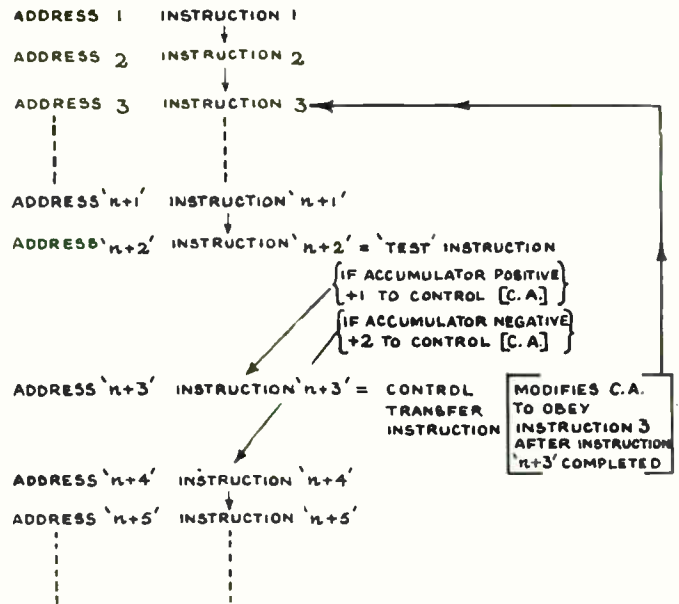 ADDRESS 1 INSTRUCTION 1
ADDRESS 2 INSTRUCTION 2
ADDRESS 3 INSTRUCTION 3
ADDRESS 'n+1' INSTRUCTION 'n+1'
ADDRESS 'n+2' INSTRUCTION 'n+2' = 'TEST' INSTRUCTION
{IF ACCUMULATOR POSITIVE}
{+1 TO CONTROL [C.A.]}
{IF ACCUMULATOR NEGATIVE}
{+2 TO CONTROL [C.A.]}
ADDRESS 'n+3' INSTRUCTION 'n+3' = CONTROL
TRANSFER
INSTRUCTION
[MODIFIES C.A.
TO OBEY
INSTRUCTION 3
AFTER INSTRUCTION
'n+3' COMPLETED]
ADDRESS 'n+4' INSTRUCTION 'n+4'
ADDRESS 'n+5' INSTRUCTION 'n+5'